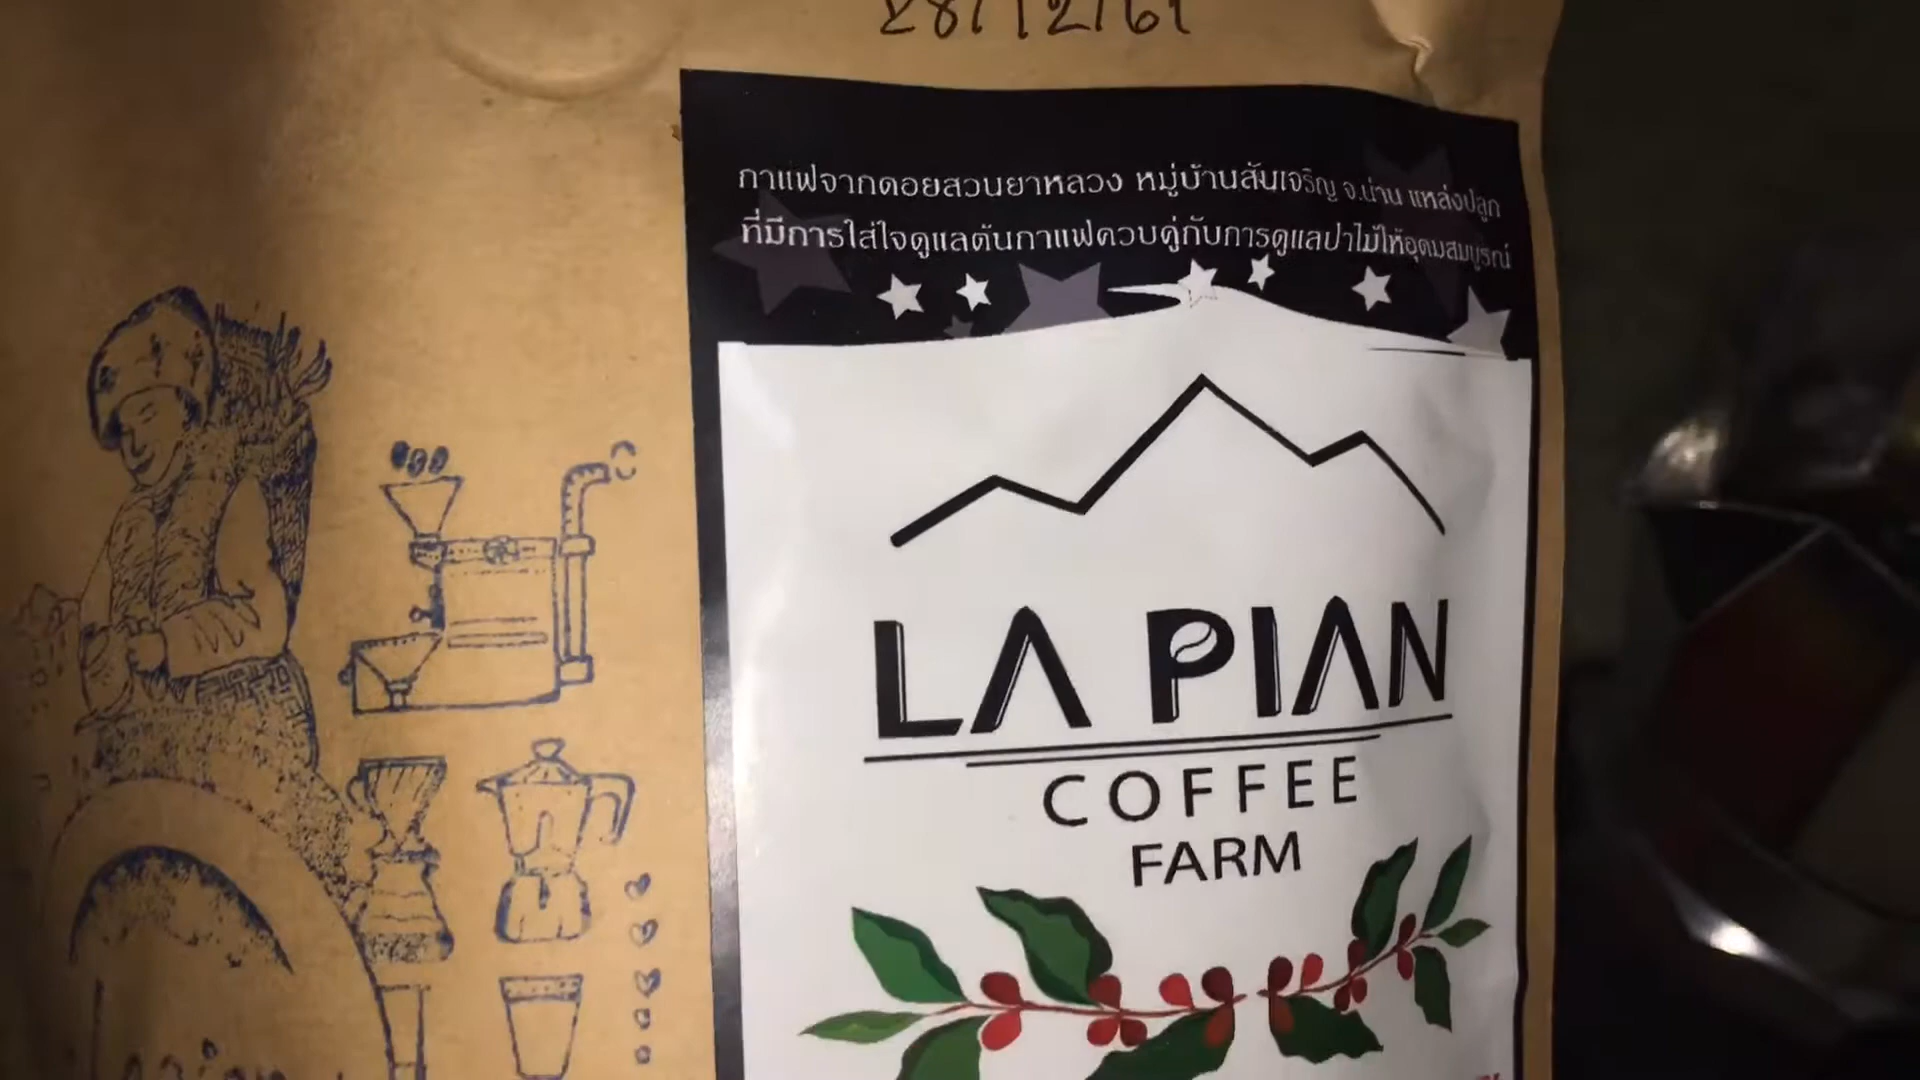 28/12/61
กาแฟจากดอยสวนยาหลวง หมู่บ้านสันเจริญ จ.น่าน แหล่งปลูก
ที่มีการใส่ใจดูแลต้นกาแฟควบคู่กับการดูแลป่าไม้ให้อุดมสมบูรณ์
LA PIAN
COFFEE
FARM